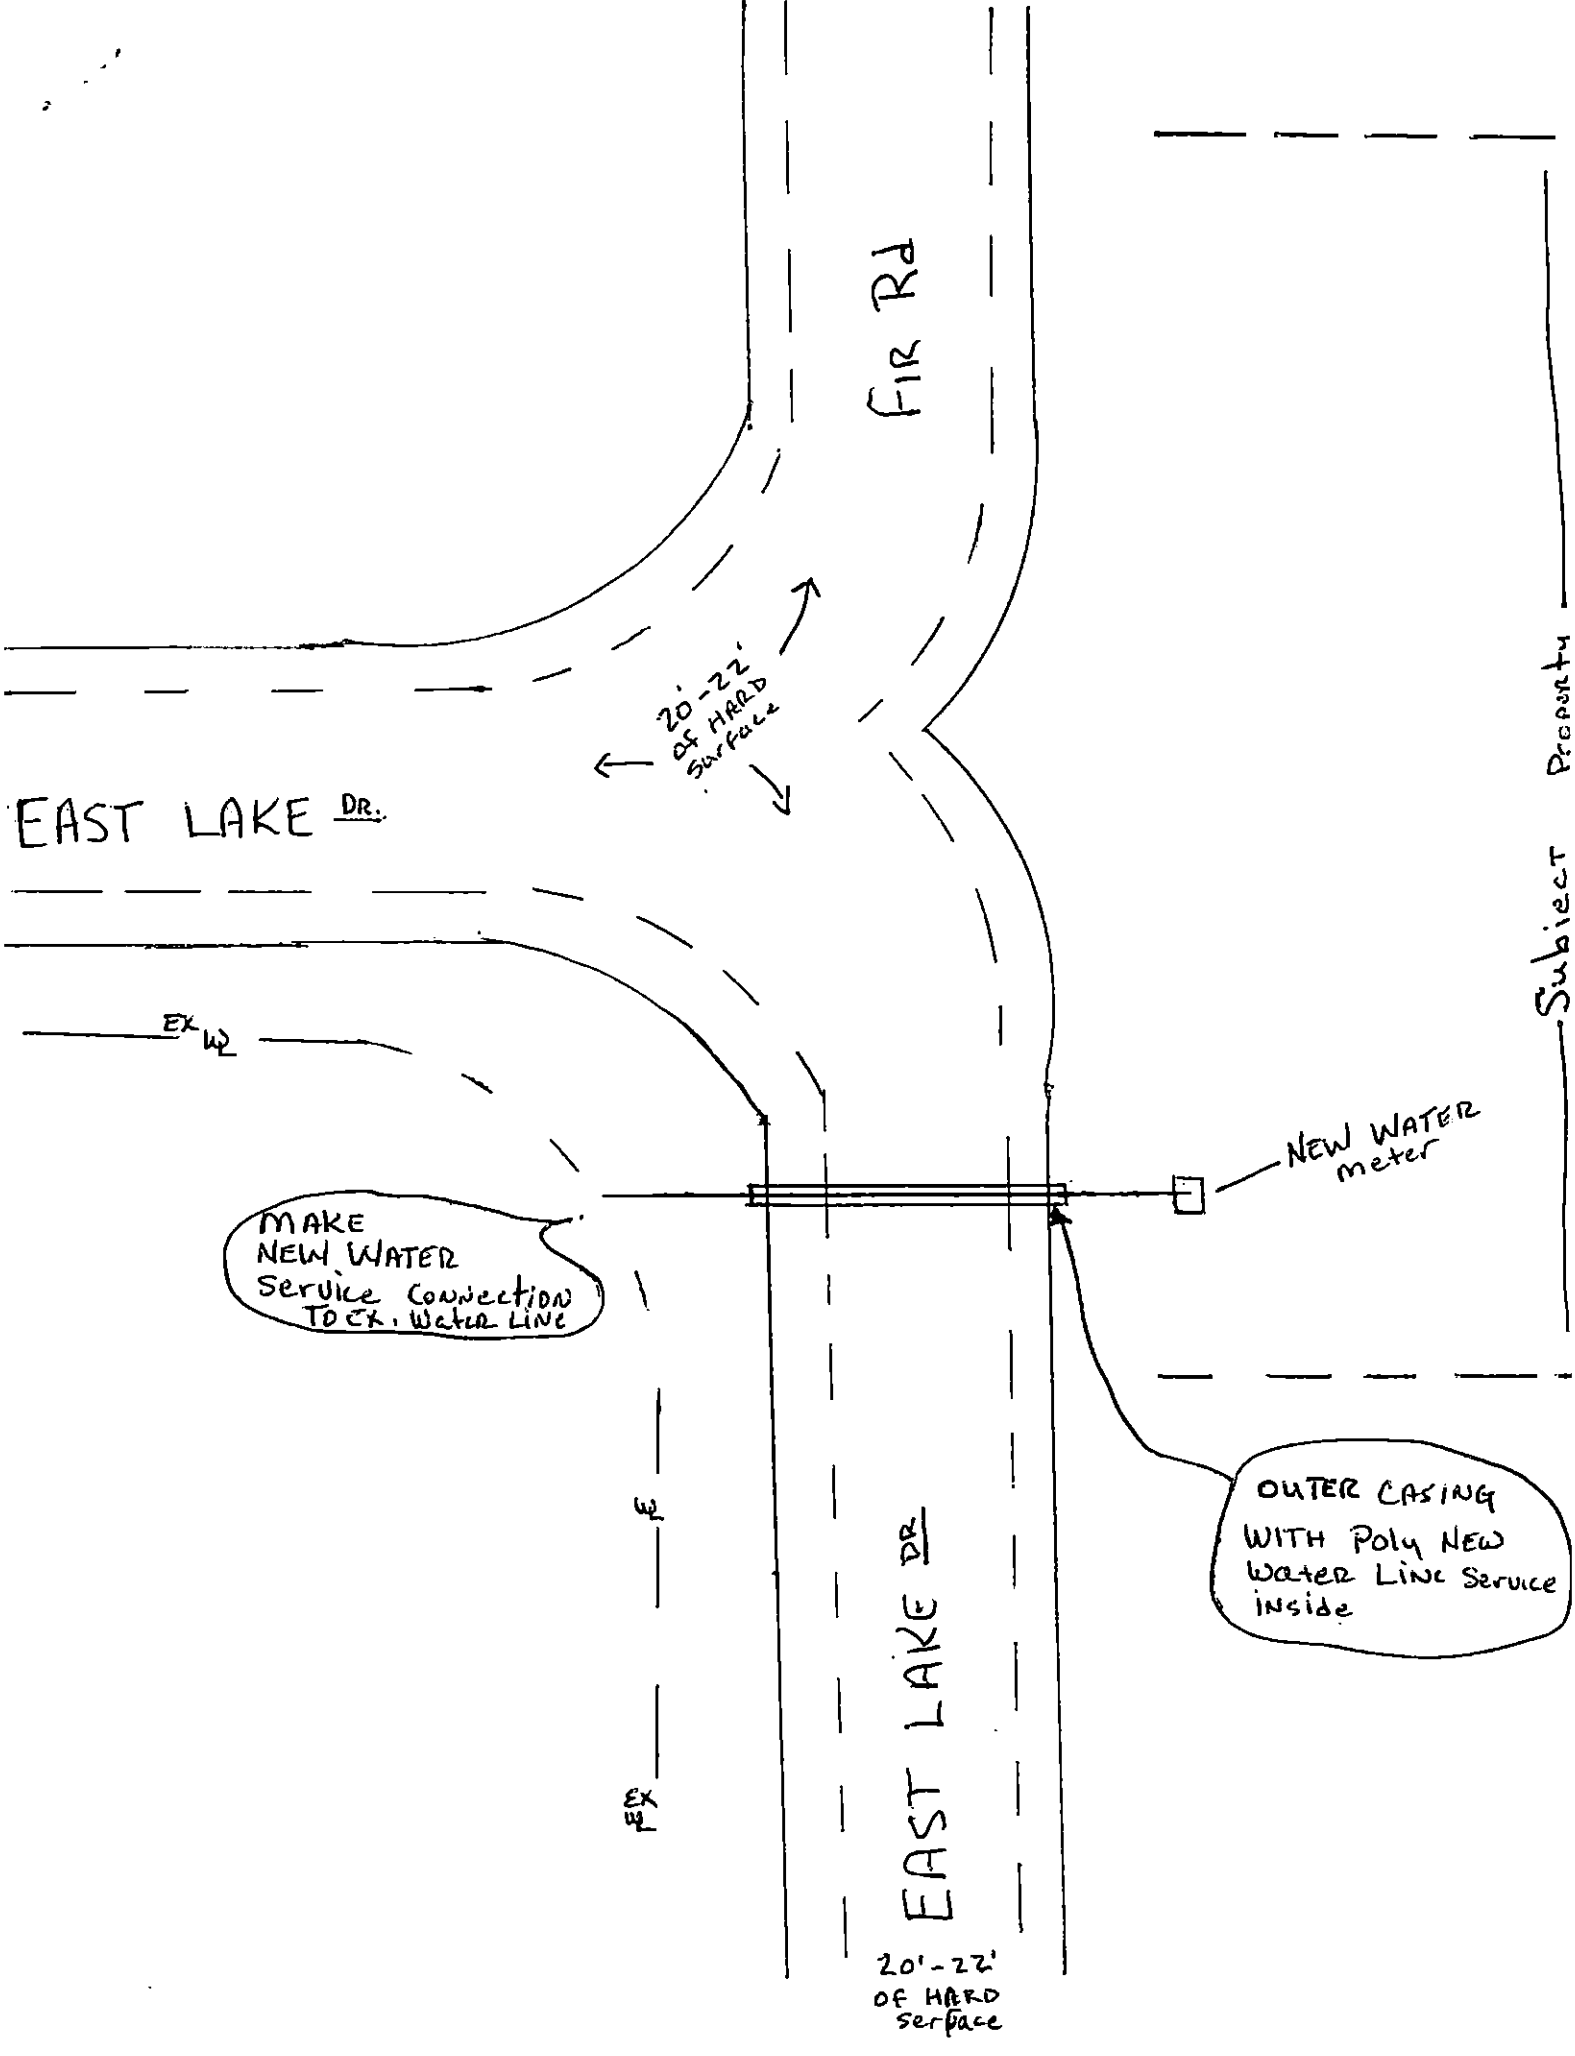 Fir Rd
20'-22'
of HARD
Surface
EAST LAKE DR.
Subject Property
EX WL
NEW WATER
meter
MAKE
NEW WATER
Service Connection
TO EX. Water LINE
WL
OUTER CASING
WITH Poly NEW
Water LINE Service
INside
EX
WL
EAST LAKE DR
20'-22'
OF HARD
serface